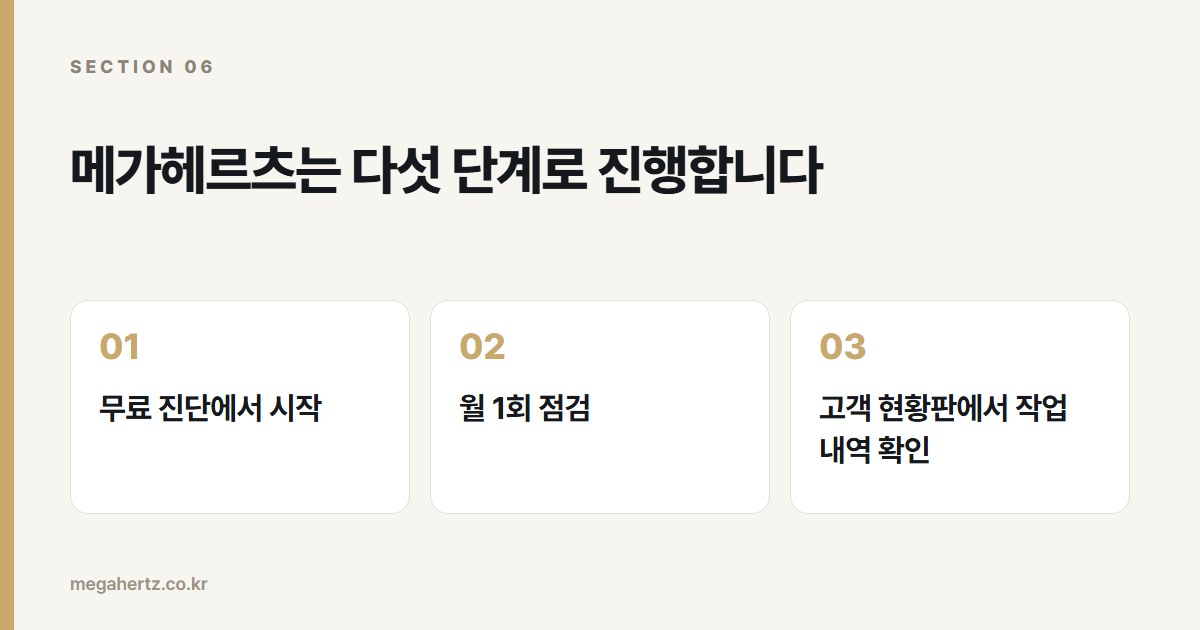 SECTION 06
메가헤르츠는 다섯 단계로 진행합니다
01
무료 진단에서 시작
02
월 1회 점검
03
고객 현황판에서 작업
내역 확인
megahertz.co.kr